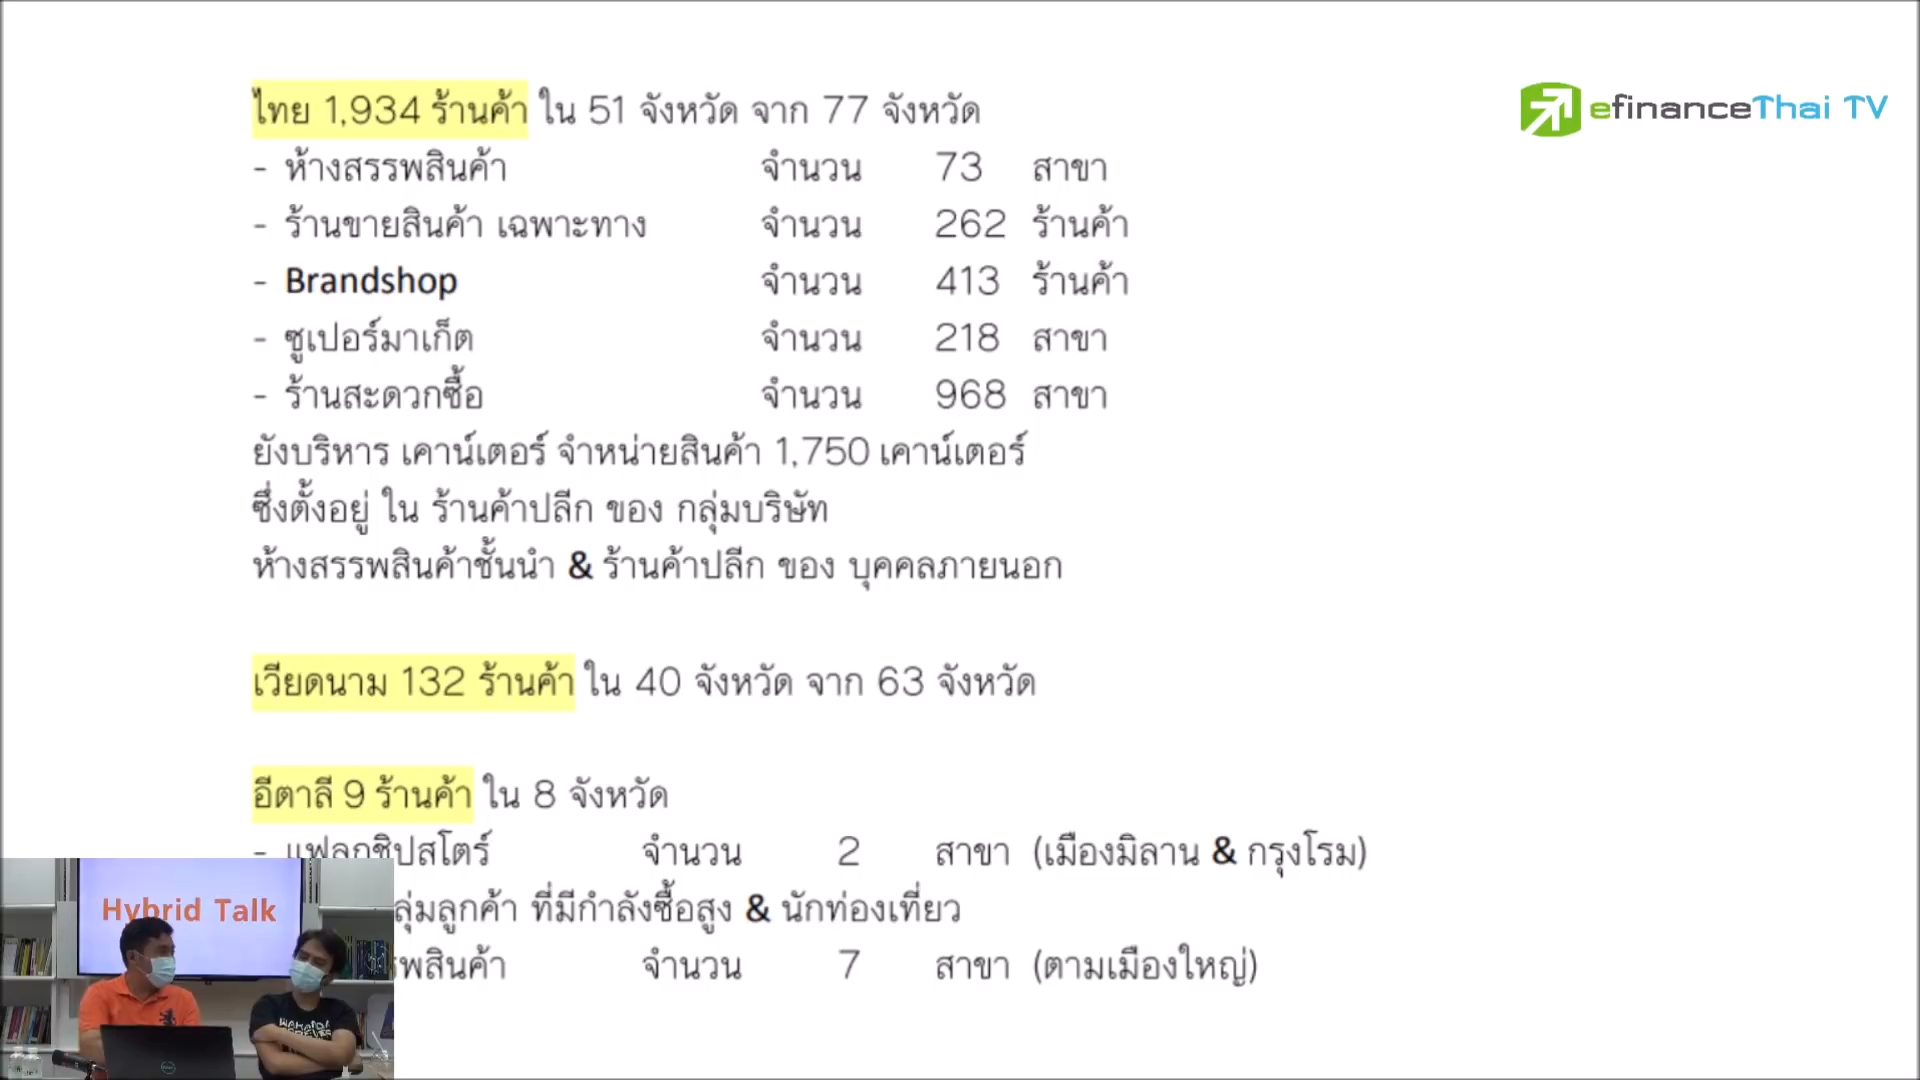 efinanceThai TV
ไทย 1,934 ร้านค้า ใน 51 จังหวัด จาก 77 จังหวัด
- ห้างสรรพสินค้า จำนวน 73 สาขา
- ร้านขายสินค้า เฉพาะทาง จำนวน 262 ร้านค้า
- Brandshop จำนวน 413 ร้านค้า
- ซูเปอร์มาเก็ต จำนวน 218 สาขา
- ร้านสะดวกซื้อ จำนวน 968 สาขา
ยังบริหาร เคาน์เตอร์ จำหน่ายสินค้า 1,750 เคาน์เตอร์
ซึ่งตั้งอยู่ ใน ร้านค้าปลีก ของ กลุ่มบริษัท
ห้างสรรพสินค้าชั้นนำ & ร้านค้าปลีก ของ บุคคลภายนอก
เวียดนาม 132 ร้านค้า ใน 40 จังหวัด จาก 63 จังหวัด
อีตาลี 9 ร้านค้า ใน 8 จังหวัด
- แฟลกชิปสโตร์ จำนวน 2 สาขา (เมืองมิลาน & กรุงโรม)
ลุ่มลูกค้า ที่มีกำลังซื้อสูง & นักท่องเที่ยว
รพสินค้า จำนวน 7 สาขา (ตามเมืองใหญ่)
Hybrid Talk